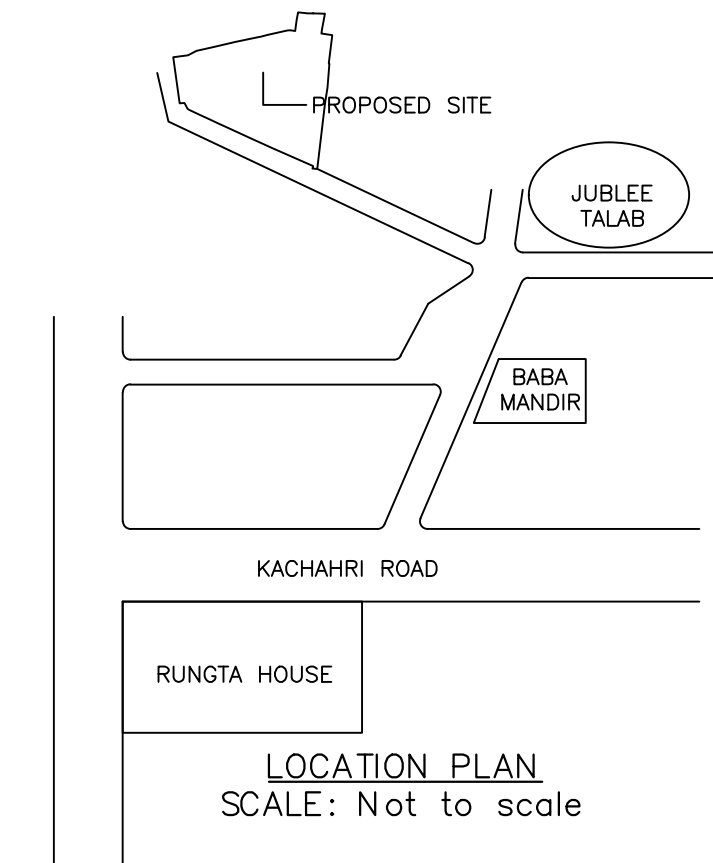 PROPOSED SITE
JUBLEE
TALAB
BABA
MANDIR
KACHAHRI ROAD
RUNGTA HOUSE
LOCATION PLAN
SCALE: Not to scale